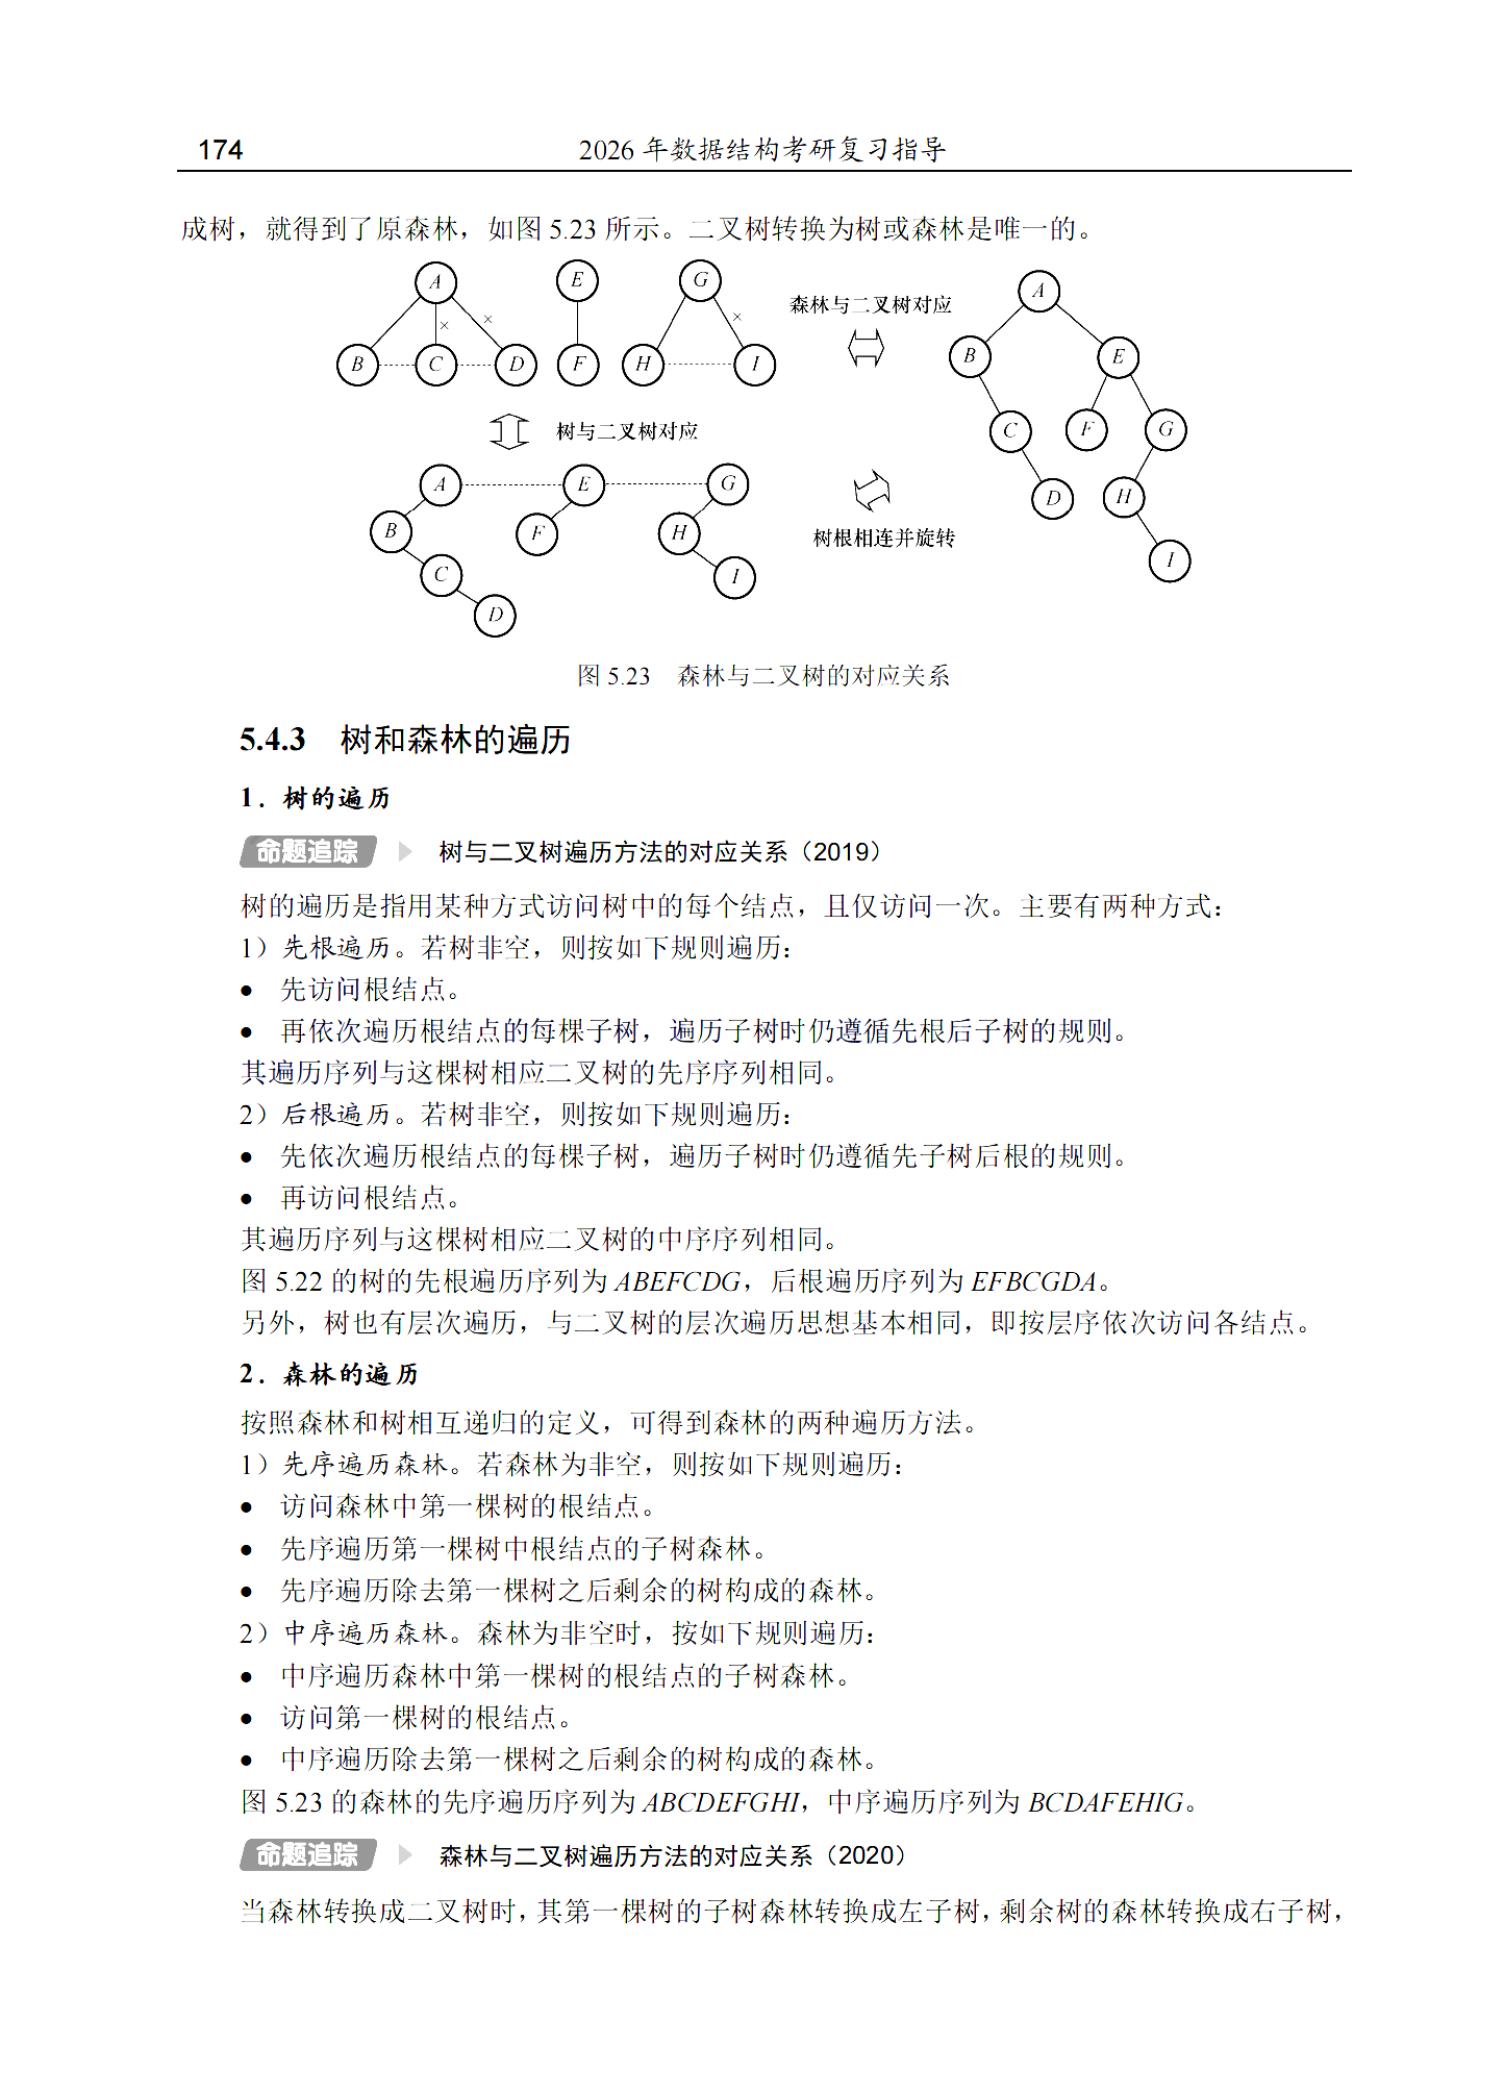 174
2026 年数据结构考研复习指导
成树，就得到了原森林，如图 5.23 所示。二叉树转换为树或森林是唯一的。
A E G 森林与二叉树对应 A
× × ×
B C D F H I B E
树与二叉树对应 C F G
A E G D H
B F H 树根相连并旋转
C I I
D
图 5.23 森林与二叉树的对应关系
5.4.3 树和森林的遍历
1．树的遍历
命题追踪 树与二叉树遍历方法的对应关系（2019）
树的遍历是指用某种方式访问树中的每个结点，且仅访问一次。主要有两种方式：
1）先根遍历。若树非空，则按如下规则遍历：
● 先访问根结点。
● 再依次遍历根结点的每棵子树，遍历子树时仍遵循先根后子树的规则。
其遍历序列与这棵树相应二叉树的先序序列相同。
2）后根遍历。若树非空，则按如下规则遍历：
● 先依次遍历根结点的每棵子树，遍历子树时仍遵循先子树后根的规则。
● 再访问根结点。
其遍历序列与这棵树相应二叉树的中序序列相同。
图 5.22 的树的先根遍历序列为 ABEFCDG，后根遍历序列为 EFBCGDA。
另外，树也有层次遍历，与二叉树的层次遍历思想基本相同，即按层序依次访问各结点。
2．森林的遍历
按照森林和树相互递归的定义，可得到森林的两种遍历方法。
1）先序遍历森林。若森林为非空，则按如下规则遍历：
● 访问森林中第一棵树的根结点。
● 先序遍历第一棵树中根结点的子树森林。
● 先序遍历除去第一棵树之后剩余的树构成的森林。
2）中序遍历森林。森林为非空时，按如下规则遍历：
● 中序遍历森林中第一棵树的根结点的子树森林。
● 访问第一棵树的根结点。
● 中序遍历除去第一棵树之后剩余的树构成的森林。
图 5.23 的森林的先序遍历序列为 ABCDEFGHI，中序遍历序列为 BCDAFEHIG。
命题追踪 森林与二叉树遍历方法的对应关系（2020）
当森林转换成二叉树时，其第一棵树的子树森林转换成左子树，剩余树的森林转换成右子树，